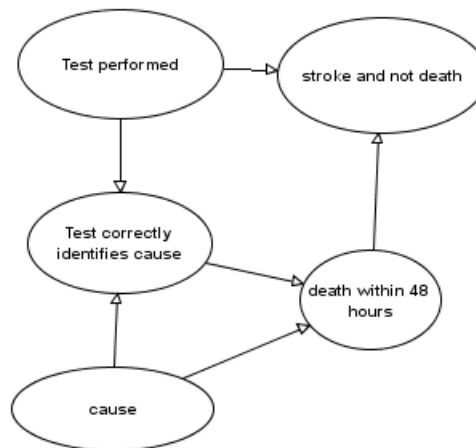 Test performed
stroke and not death
Test correctly
identifies cause
death within 48
hours
cause